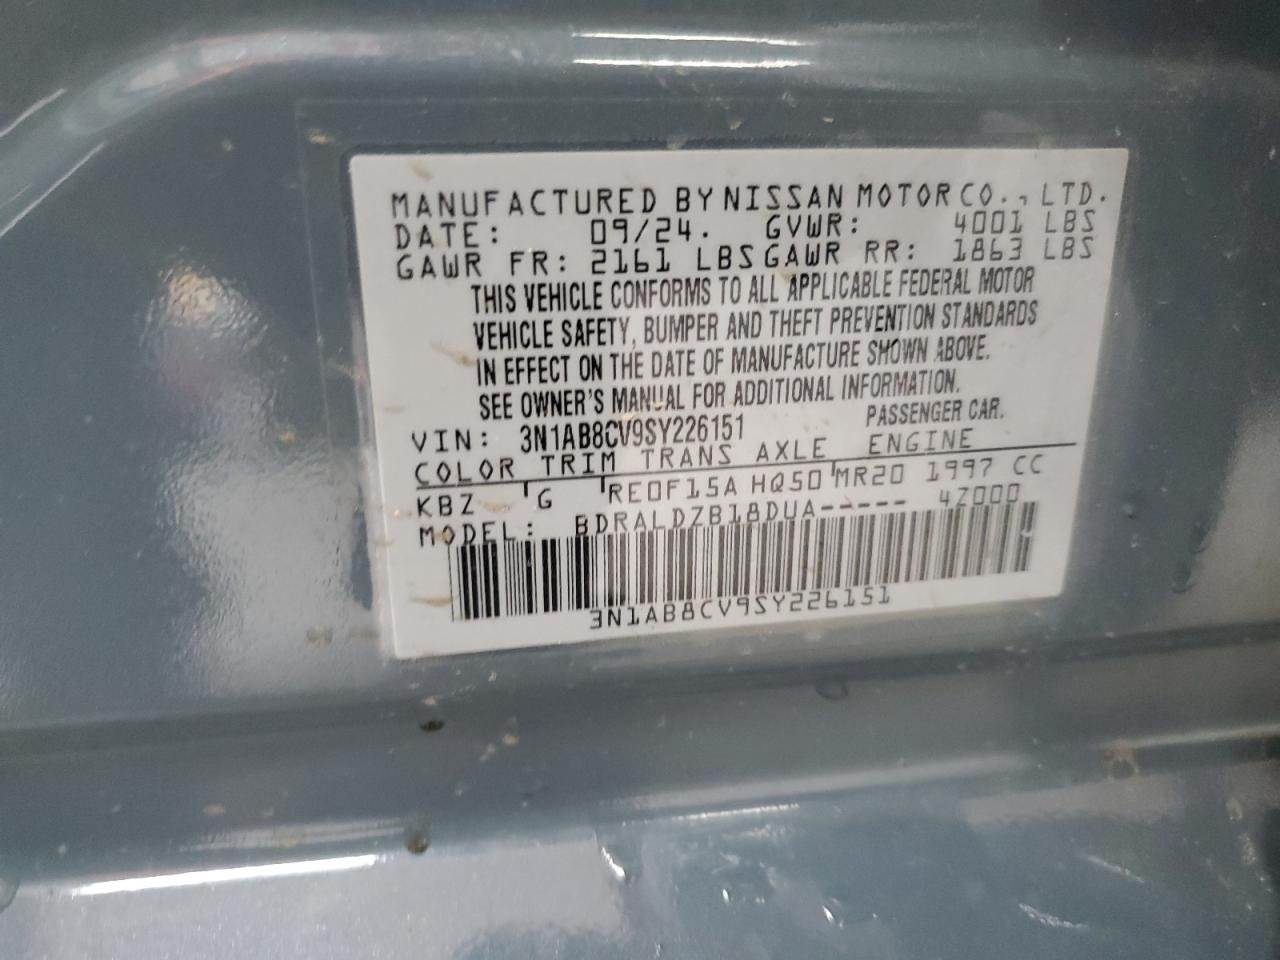 MANUFACTURED BY NISSAN MOTOR CO., LTD.
DATE: 09/24. GVWR: 4001 LBS
GAWR FR: 2161 LBS GAWR RR: 1863 LBS
THIS VEHICLE CONFORMS TO ALL APPLICABLE FEDERAL MOTOR
VEHICLE SAFETY, BUMPER AND THEFT PREVENTION STANDARDS
IN EFFECT ON THE DATE OF MANUFACTURE SHOWN ABOVE.
SEE OWNER'S MANUAL FOR ADDITIONAL INFORMATION.
VIN: 3N1AB8CV9SY226151 PASSENGER CAR.
COLOR TRIM TRANS AXLE ENGINE
KBZ G RE0F15A HQ50 MR20 1997 CC
MODEL: BDRALDZB18DUA----- 4Z000
3N1AB8CV9SY226151